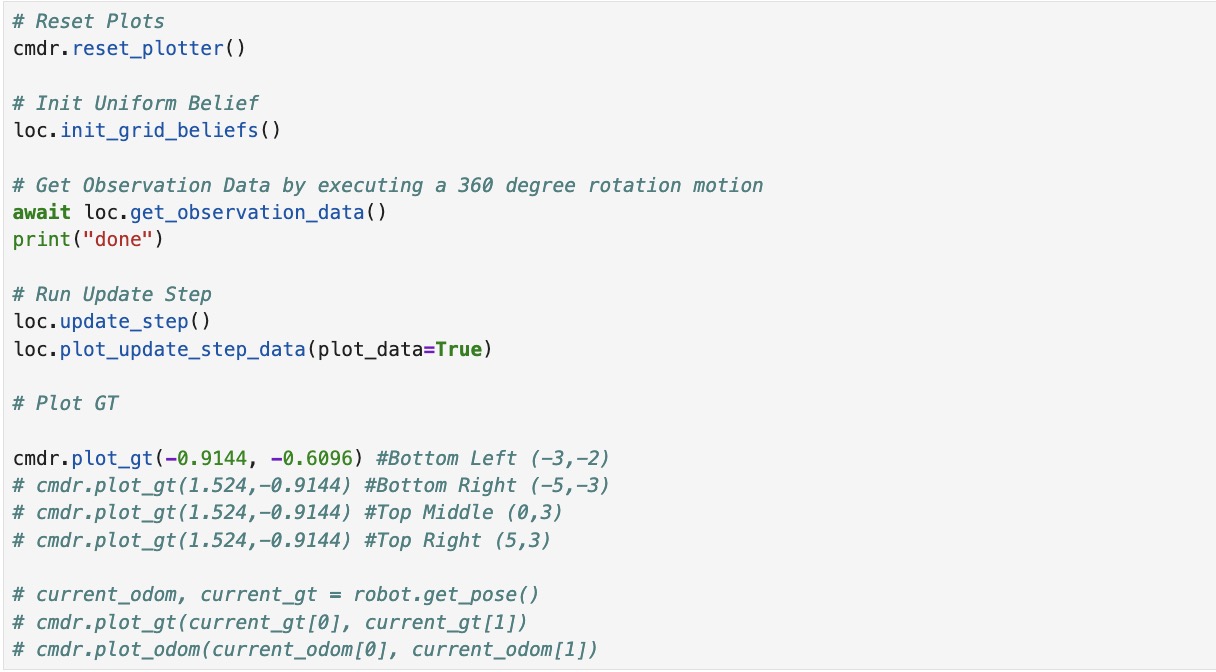 # Reset Plots
cmdr.reset_plotter()
# Init Uniform Belief
loc.init_grid_beliefs()
# Get Observation Data by executing a 360 degree rotation motion
await loc.get_observation_data()
print("done")
# Run Update Step
loc.update_step()
loc.plot_update_step_data(plot_data=True)
# Plot GT
cmdr.plot_gt(-0.9144, -0.6096) #Bottom Left (-3,-2)
# cmdr.plot_gt(1.524,-0.9144) #Bottom Right (-5,-3)
# cmdr.plot_gt(1.524,-0.9144) #Top Middle (0,3)
# cmdr.plot_gt(1.524,-0.9144) #Top Right (5,3)
# current_odom, current_gt = robot.get_pose()
# cmdr.plot_gt(current_gt[0], current_gt[1])
# cmdr.plot_odom(current_odom[0], current_odom[1])